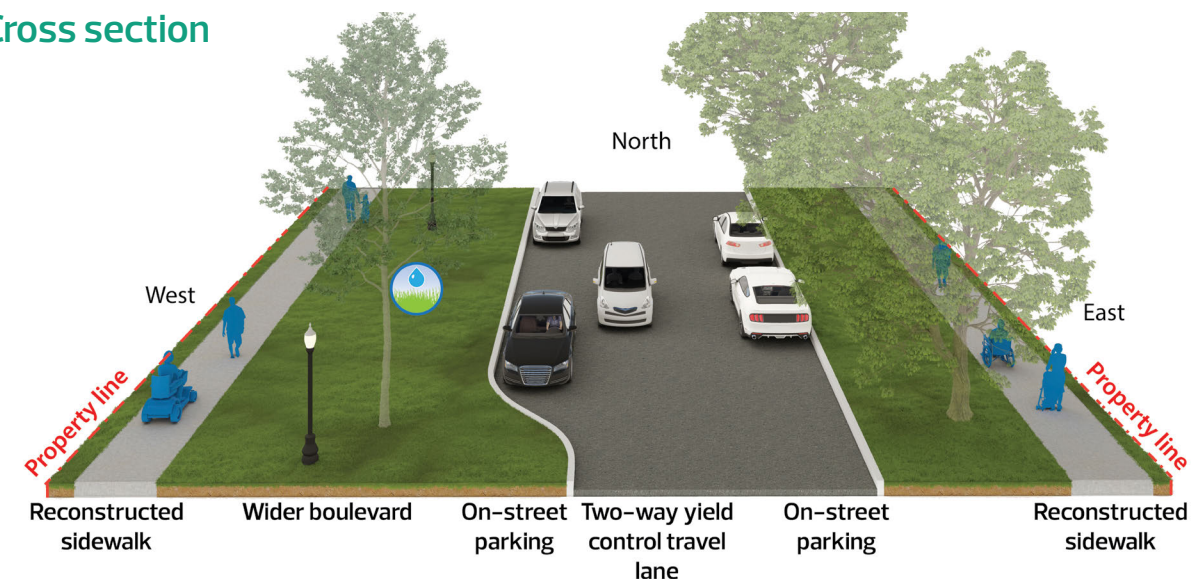 Cross section
North
West
East
Property line
Property line
Reconstructed
sidewalk
Wider boulevard
On-street
parking
Two-way yield
control travel
lane
On-street
parking
Reconstructed
sidewalk